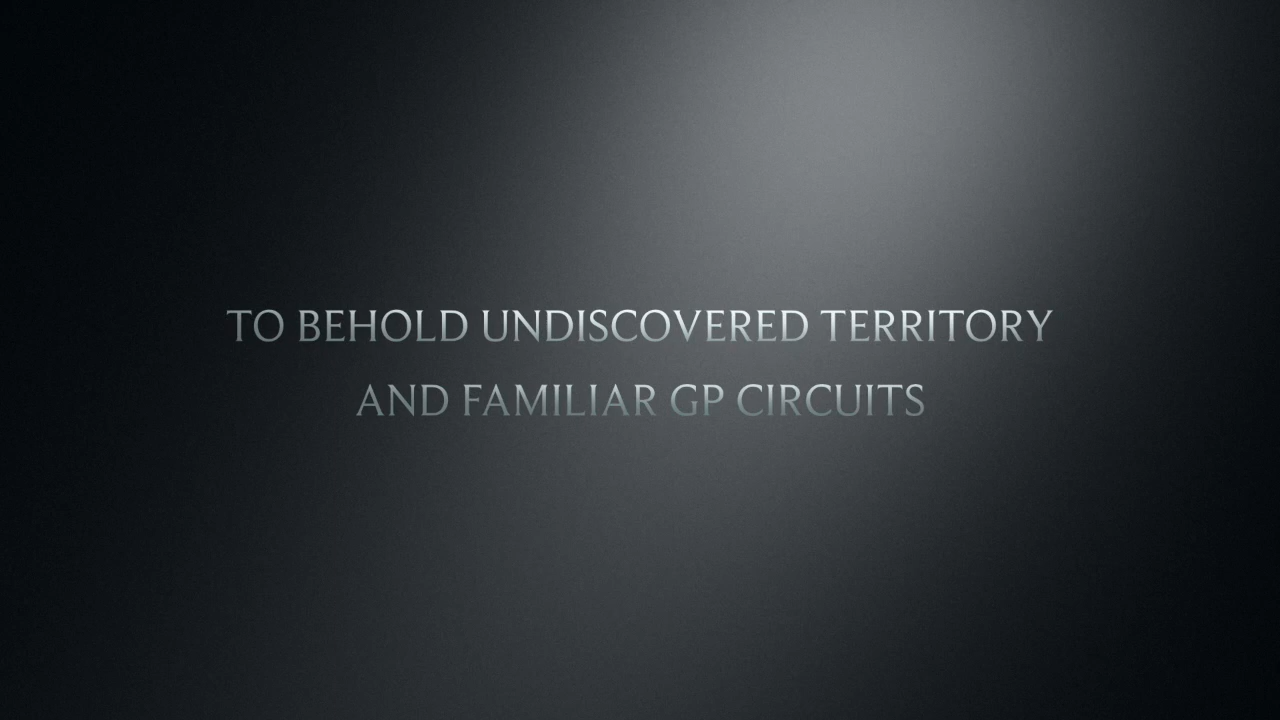 TO BEHOLD UNDISCOVERED TERRITORY
AND FAMILIAR GP CIRCUITS